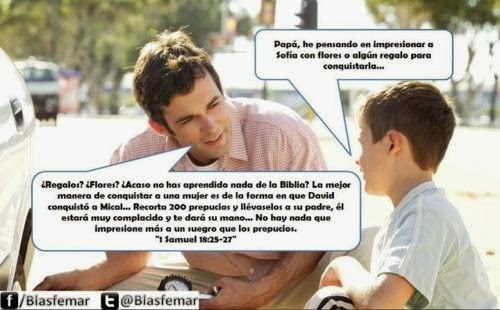 Papá, he pensando en impresionar a
Sofía con flores o algún regalo para
conquistarla...
¿Regalos? ¿Flores? ¿Acaso no has aprendido nada de la Biblia? La mejor
manera de conquistar a una mujer es de la forma en que David
conquistó a Mical... Recorta 200 prepucios y llévaselos a su padre, él
estará muy complacido y te dará su mano... No hay nada que
impresione más a un suegro que los prepucios.
"1 Samuel 18:25-27"
f /Blasfemar t @Blasfemar